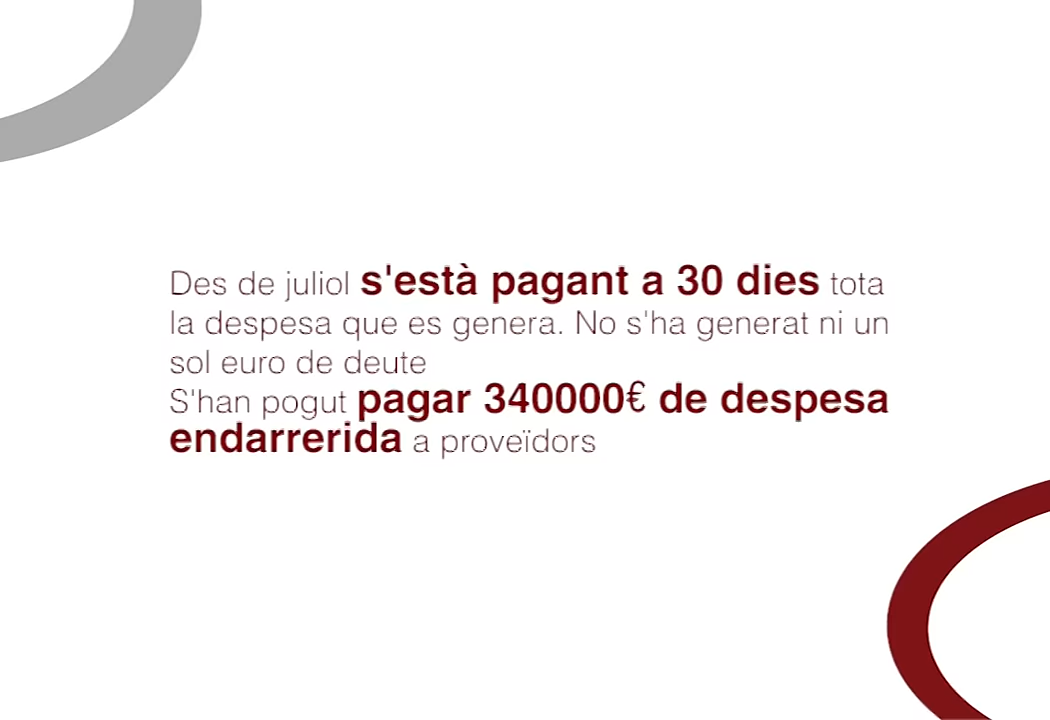 Des de juliol s'està pagant a 30 dies tota
la despesa que es genera. No s'ha generat ni un
sol euro de deute
S'han pogut pagar 340000€ de despesa
endarrerida a proveïdors